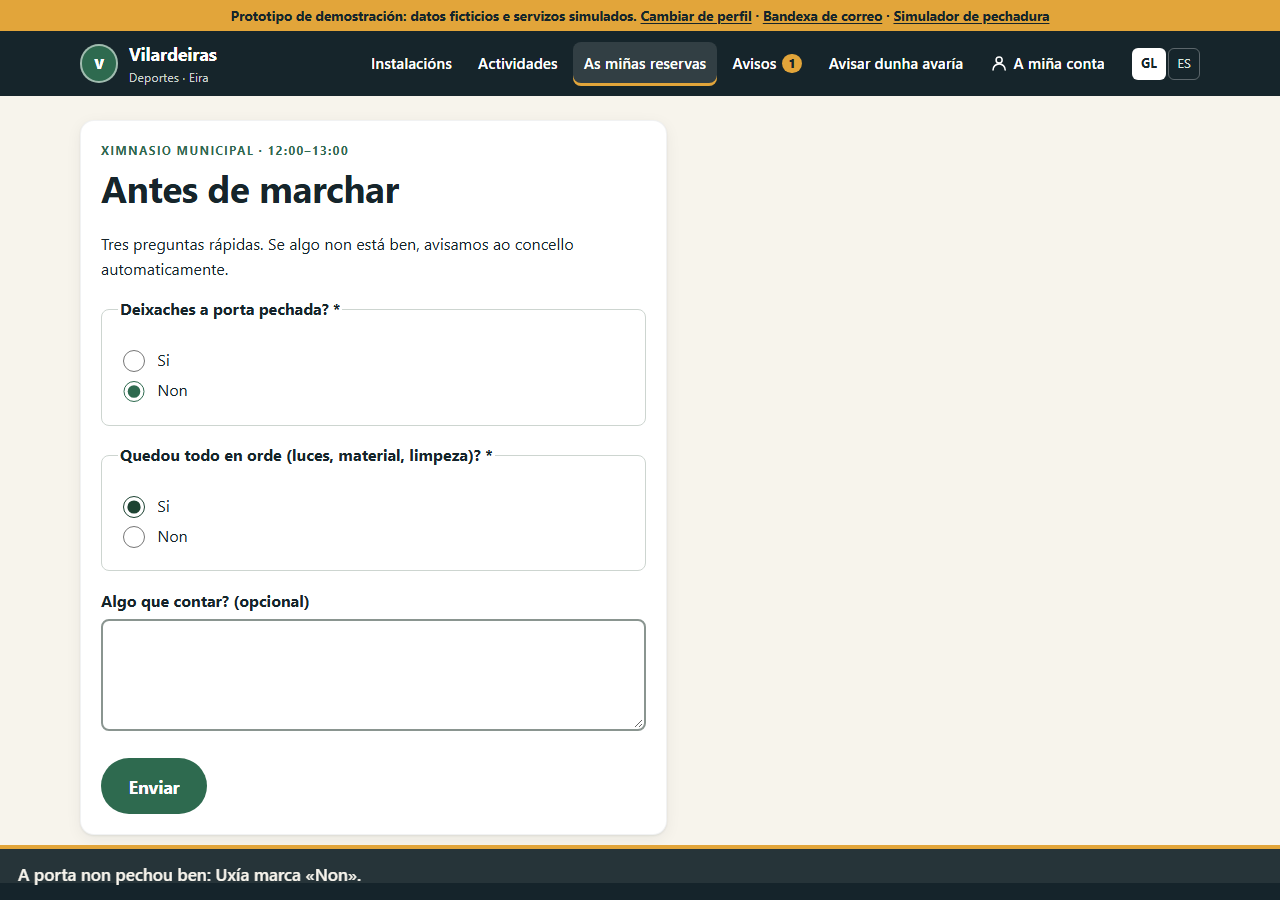 Prototipo de demostración: datos ficticios e servizos simulados. Cambiar de perfil · Bandexa de correo · Simulador de pechadura
V
Vilardeiras
Deportes · Eira
Instalacións
Actividades
As miñas reservas
Avisos 1
Avisar dunha avaría
A miña conta
GL
ES
XIMNASIO MUNICIPAL · 12:00–13:00
Antes de marchar
Tres preguntas rápidas. Se algo non está ben, avisamos ao concello
automaticamente.
Deixaches a porta pechada? *
Si
Non
Quedou todo en orde (luces, material, limpeza)? *
Si
Non
Algo que contar? (opcional)
Enviar
A porta non pechou ben: Uxía marca «Non».